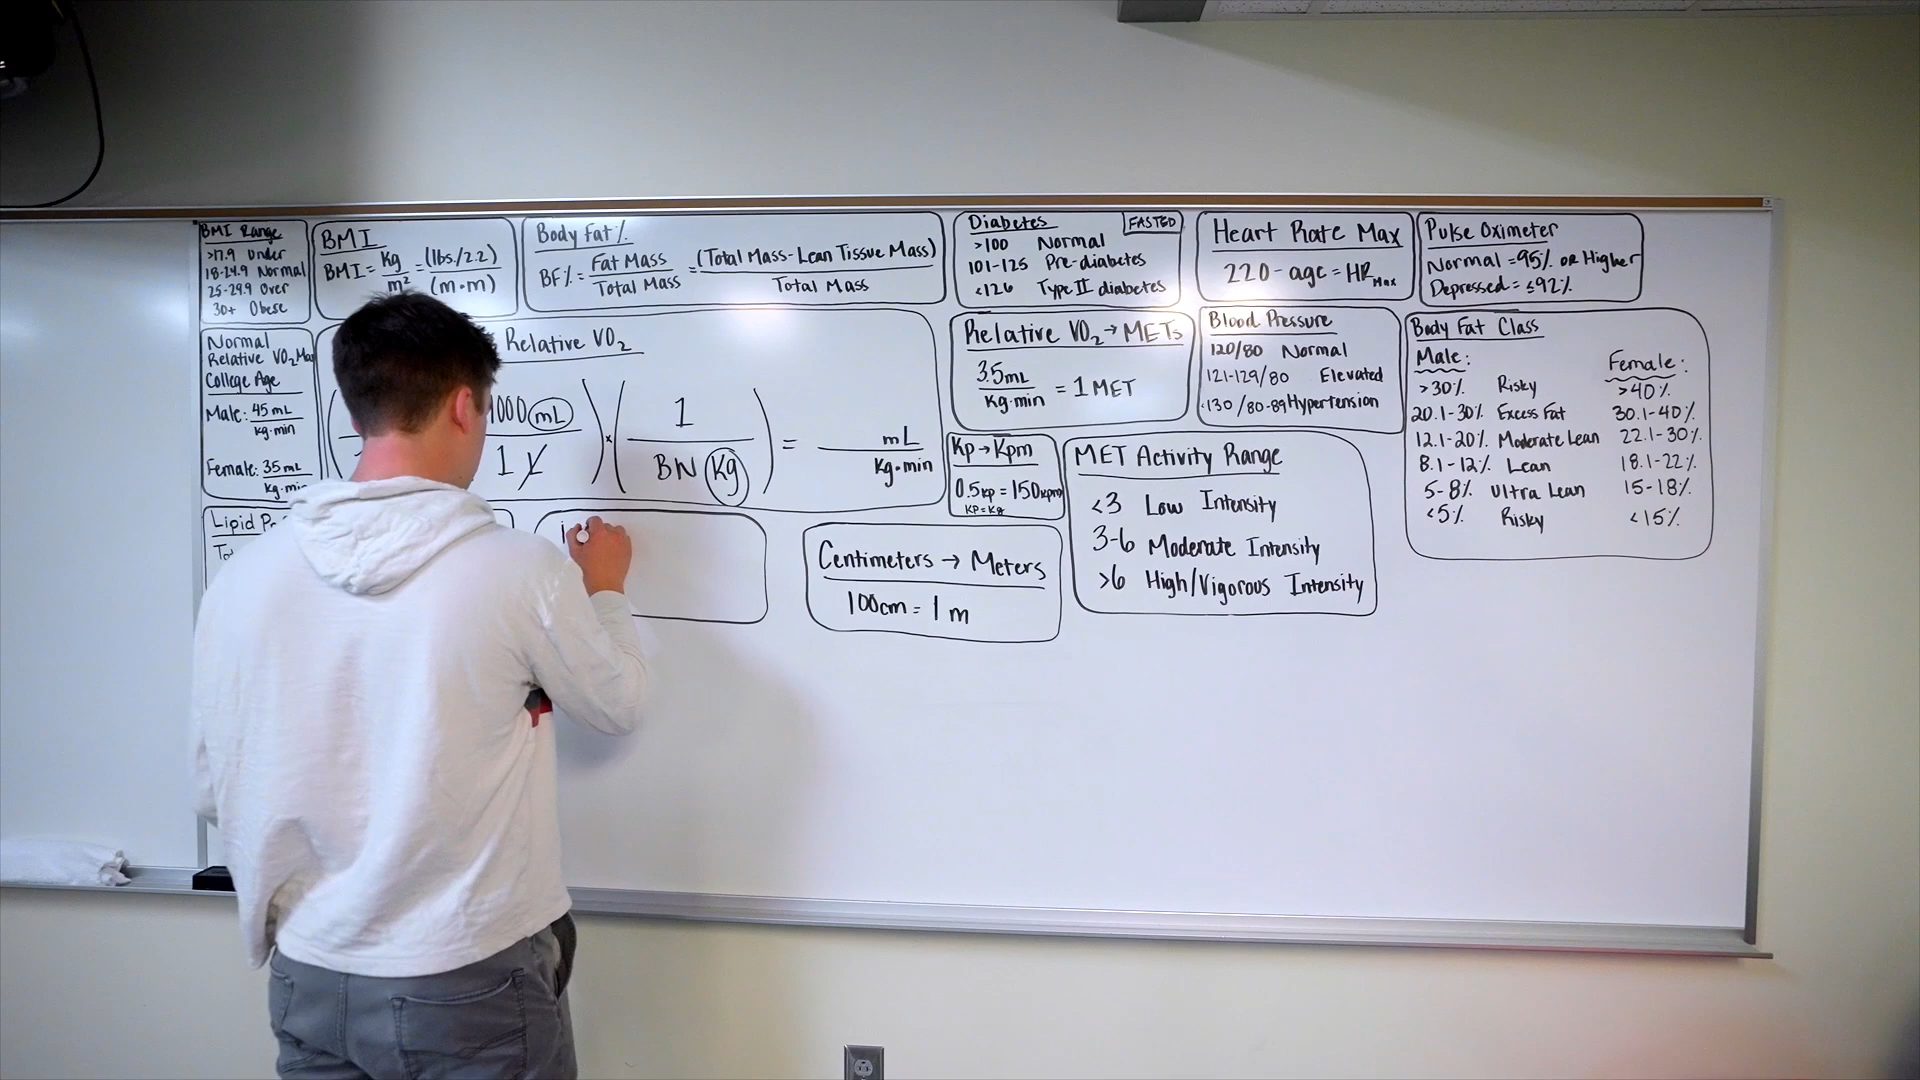 BMI Range
>17.9 Under
18-24.9 Normal
25-29.9 Over
30+ Obese
BMI
BMI = kg/m² = (lbs./2.2)/(m·m)
Body Fat %
BF% = Fat Mass/Total Mass = (Total Mass - Lean Tissue Mass)/Total Mass
Diabetes FASTED
>100 Normal
101-125 Pre-diabetes
<126 Type II diabetes
Heart Rate Max
220 - age = HR Max
Pulse Oximeter
Normal = 95% or Higher
Depressed = ≤92%
Normal
Relative VO₂ Max
College Age
Male: 45 mL/kg·min
Female: 35 mL/kg·min
Relative VO₂
1000 mL
1 L
×
1
BN kg
= mL/kg·min
Relative VO₂ → METs
3.5mL/kg·min = 1 MET
Blood Pressure
120/80 Normal
121-129/80 Elevated
<130/80-89 Hypertension
Body Fat Class
Male: Female:
>30% Risky >40%
20.1-30% Excess Fat 30.1-40%
12.1-20% Moderate Lean 22.1-30%
8.1-12% Lean 18.1-22%
5-8% Ultra Lean 15-18%
<5% Risky <15%
Kp → Kpm
0.5kp = 150kpm
KP = Kg
MET Activity Range
<3 Low Intensity
3-6 Moderate Intensity
>6 High/Vigorous Intensity
Lipid
Centimeters → Meters
100cm = 1 m